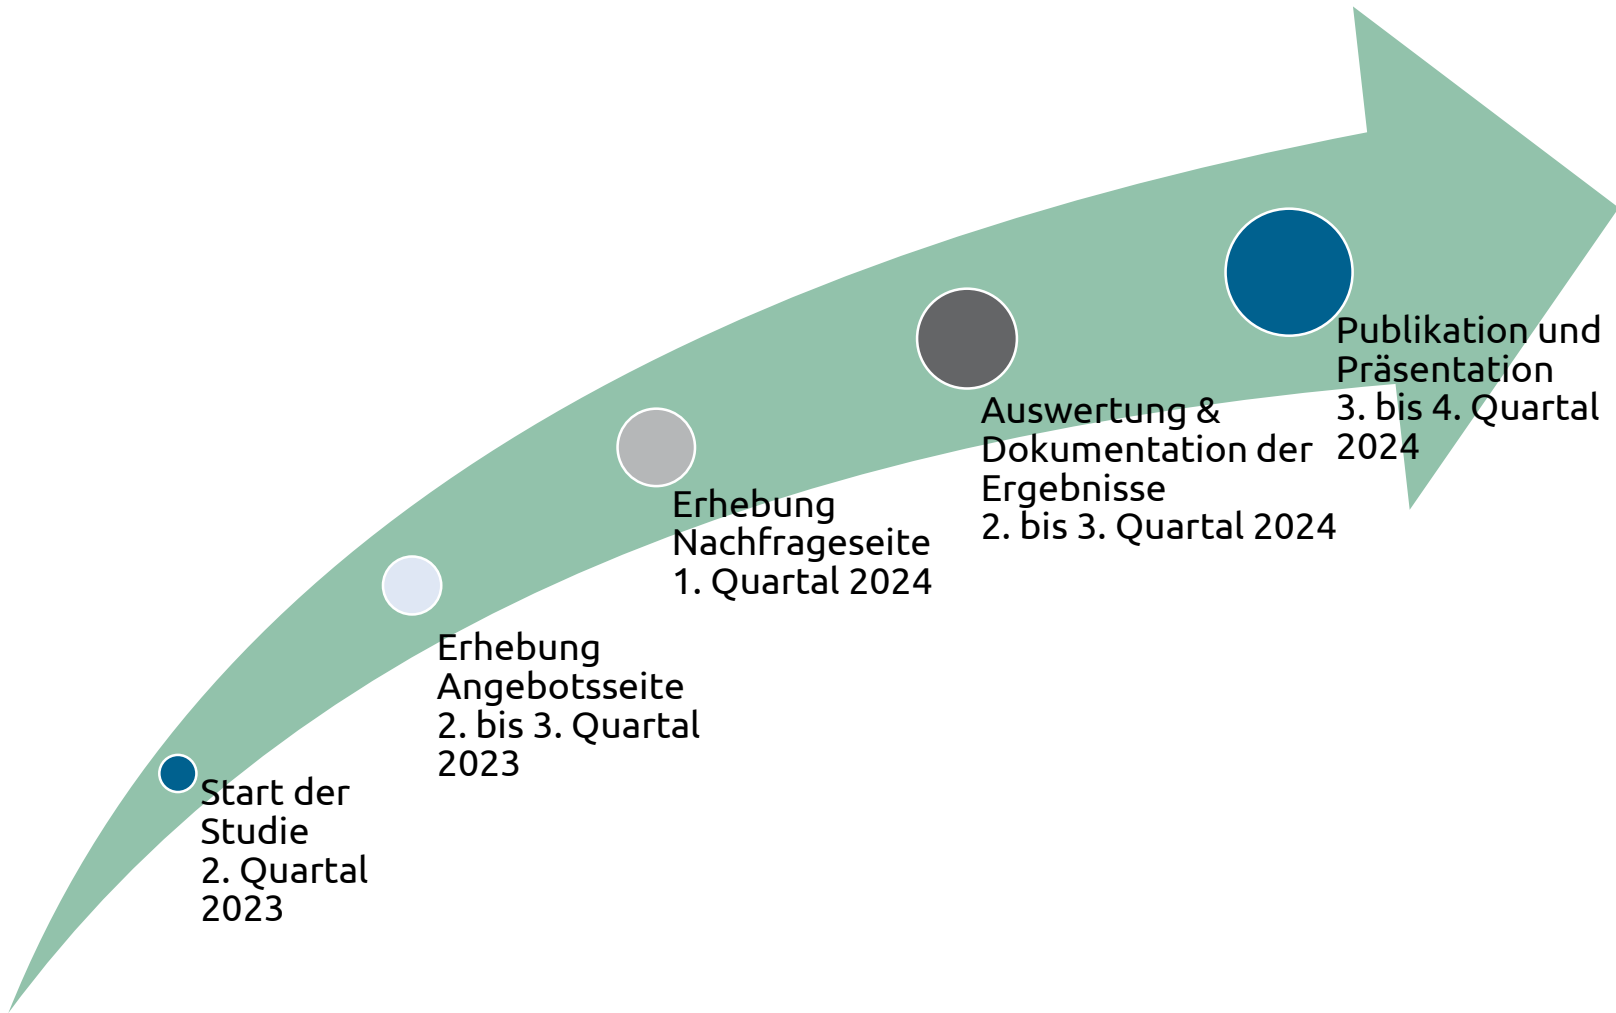 Start der
Studie
2. Quartal
2023
Erhebung
Angebotsseite
2. bis 3. Quartal
2023
Erhebung
Nachfrageseite
1. Quartal 2024
Auswertung &
Dokumentation der
Ergebnisse
2. bis 3. Quartal 2024
Publikation und
Präsentation
3. bis 4. Quartal
2024